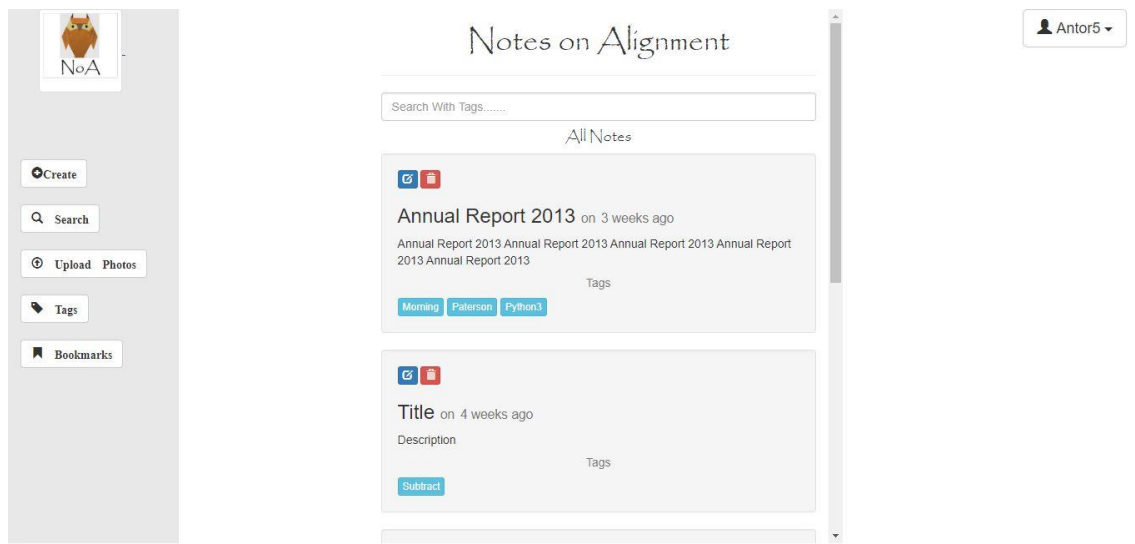 NoA
Create
Search
Upload Photos
Tags
Bookmarks
Notes on Alignment
Search With Tags.......
All Notes
Annual Report 2013 on 3 weeks ago
Annual Report 2013 Annual Report 2013 Annual Report 2013 Annual Report
2013 Annual Report 2013
Tags
Morning Paterson Python3
Title on 4 weeks ago
Description
Tags
Subtract
Antor5